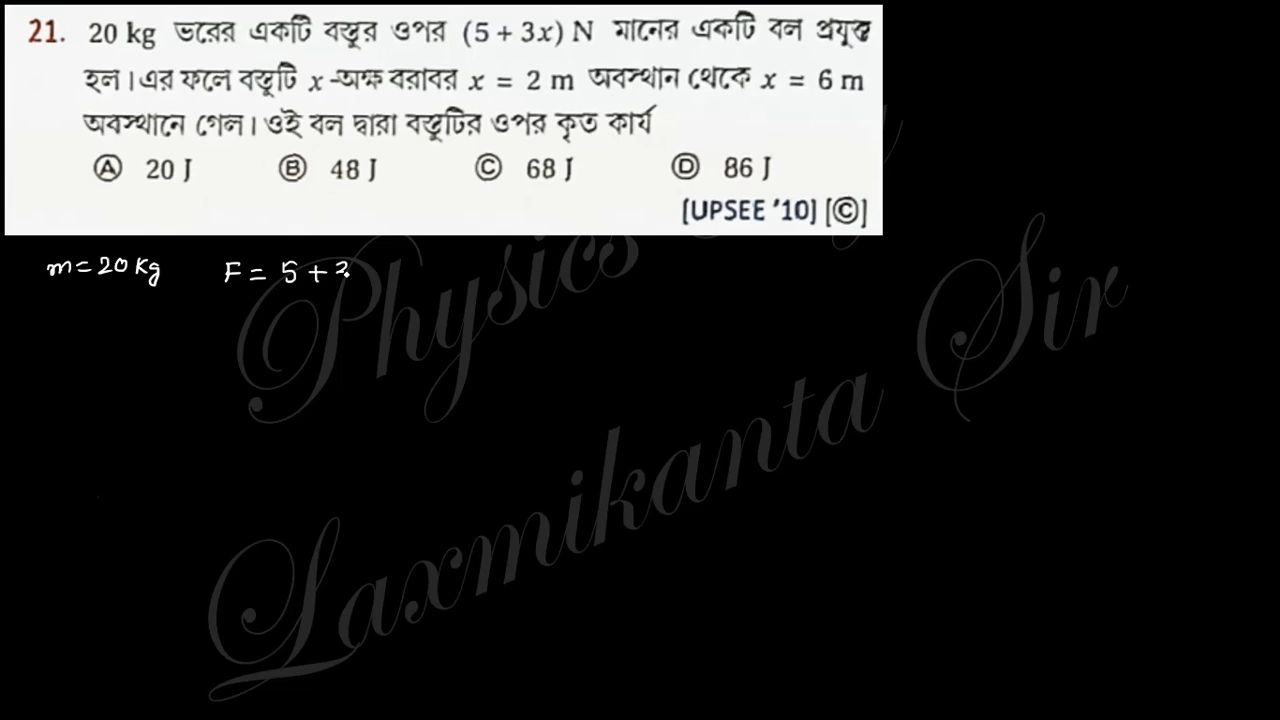 21. 20 kg ভরের একটি বস্তুর ওপর (5 + 3x) N মানের একটি বল প্রযুক্ত
হল। এর ফলে বস্তুটি x-অক্ষ বরাবর x = 2 m অবস্থান থেকে x = 6 m
অবস্থানে গেল। ওই বল দ্বারা বস্তুটির ওপর কৃত কার্য
Ⓐ 20 J Ⓑ 48 J Ⓒ 68 J Ⓓ 86 J
[UPSEE '10] [Ⓒ]
m = 20 kg F = 5 + 3
Physics
Laxmikanta Sir